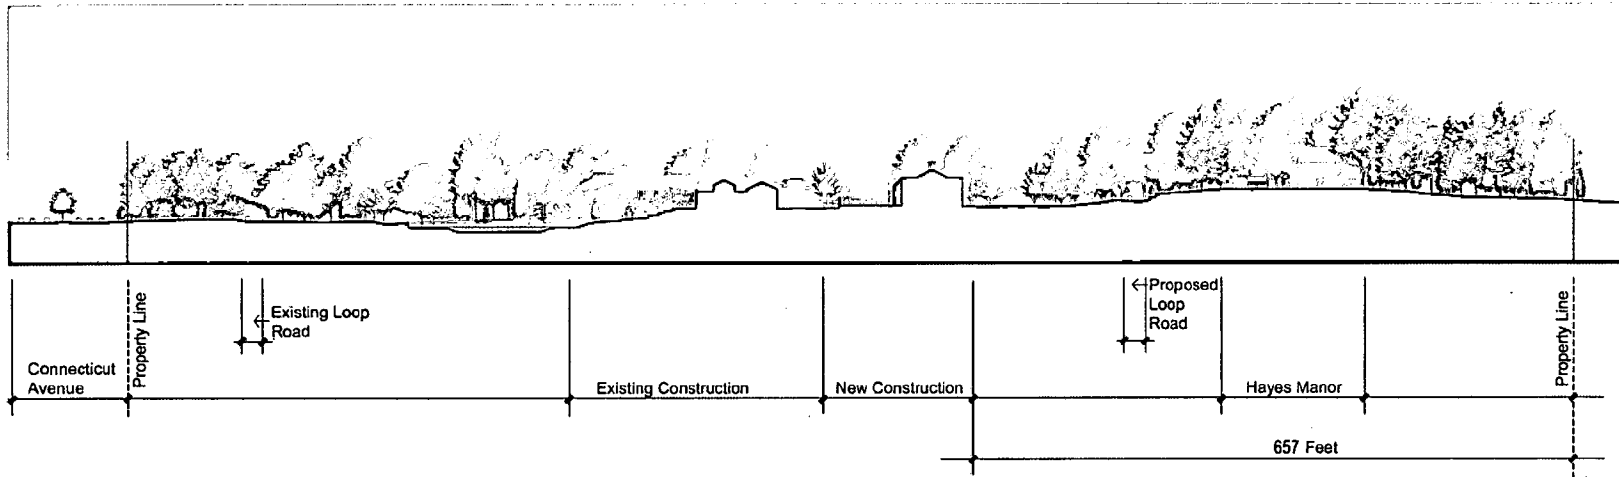 Existing Loop
Road
Proposed
Loop
Road
Property Line
Property Line
Connecticut
Avenue
Existing Construction
New Construction
Hayes Manor
657 Feet